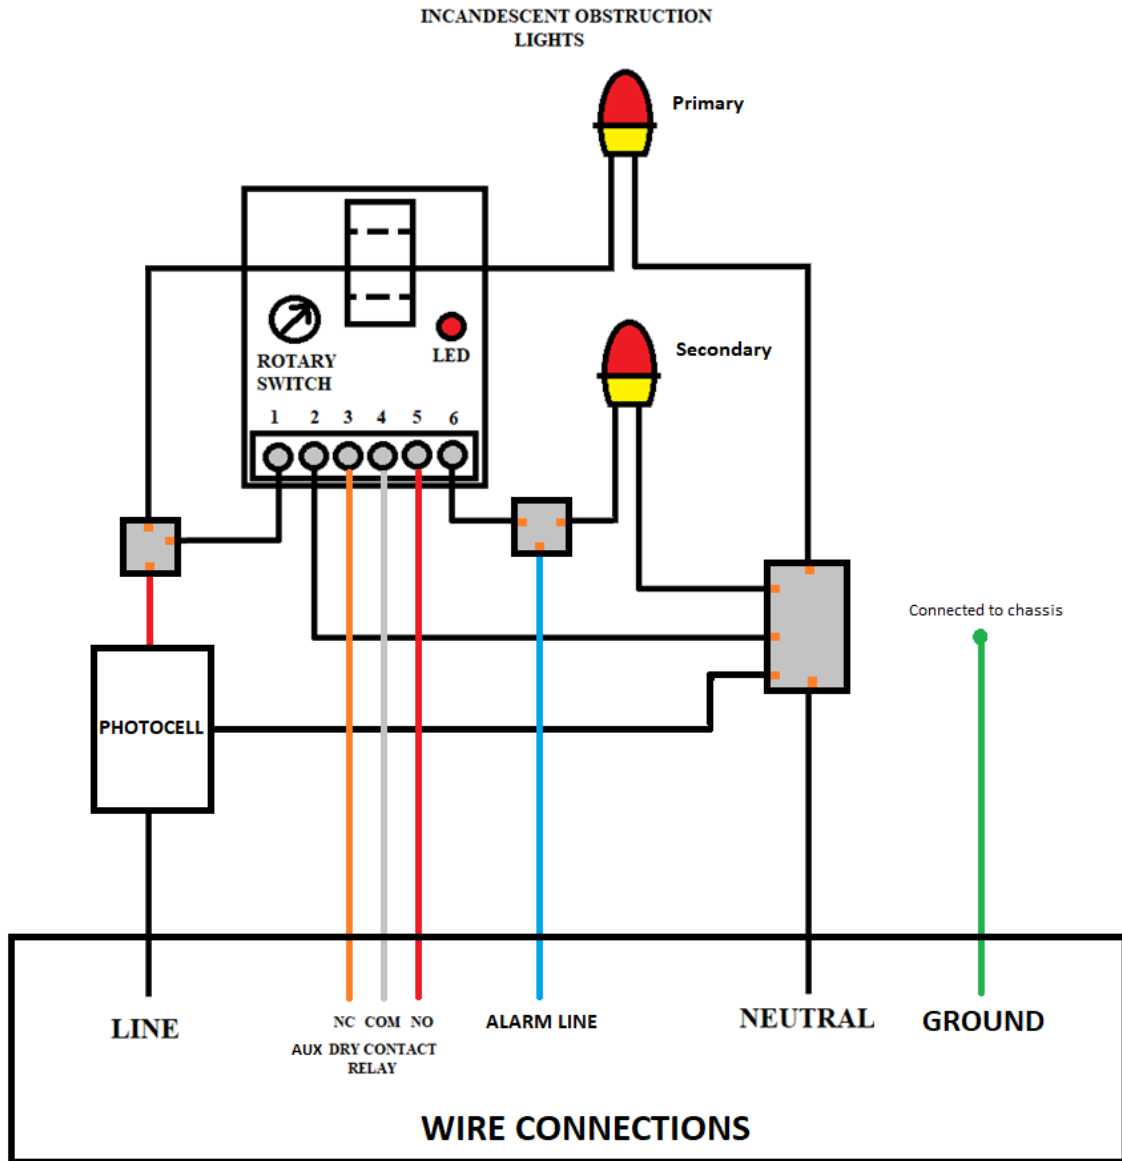 INCANDESCENT OBSTRUCTION
LIGHTS
Primary
Secondary
LED
ROTARY
SWITCH
1 2 3 4 5 6
Connected to chassis
PHOTOCELL
LINE
NC COM NO
AUX DRY CONTACT
RELAY
ALARM LINE
NEUTRAL
GROUND
WIRE CONNECTIONS